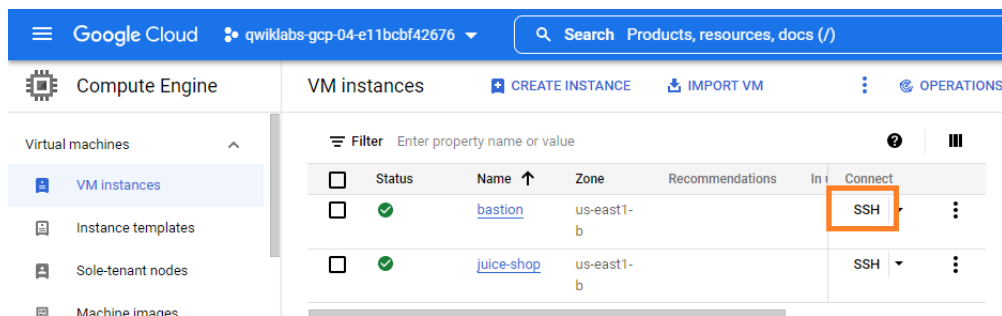 Google Cloud qwiklabs-gcp-04-e11bcbf42676 Search Products, resources, docs (/)
Compute Engine VM instances CREATE INSTANCE IMPORT VM OPERATIONS
Virtual machines Filter Enter property name or value
VM instances
Instance templates
Sole-tenant nodes
Machine images
Status Name Zone Recommendations In Connect
bastion us-east1-
b SSH
juice-shop us-east1-
b SSH